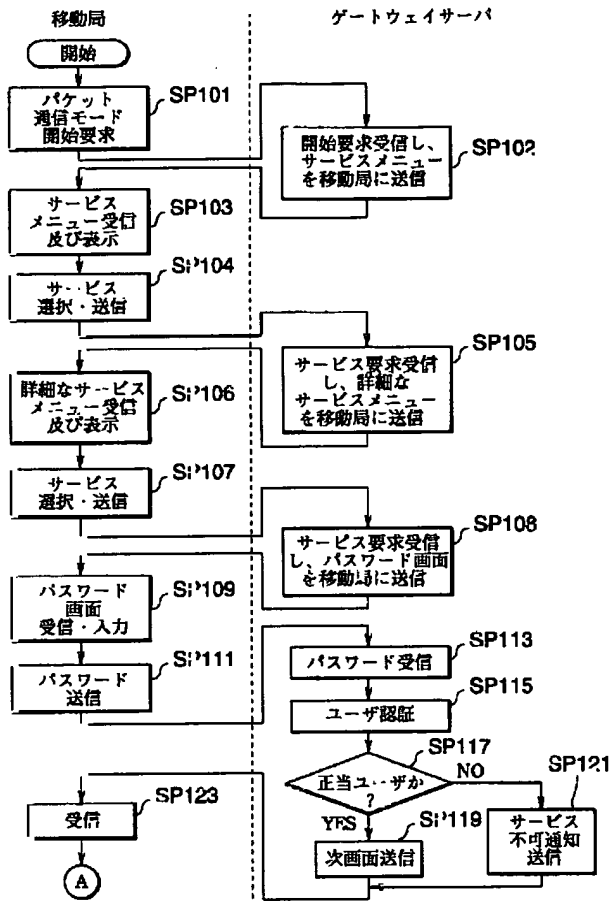 移動局
ゲートウェイサーバ
開始
パケット
通信モード
開始要求
SP101
開始要求受信し、
サービスメニュー
を移動局に送信
SP102
サービス
メニュー受信
及び表示
SP103
サービス
選択・送信
SP104
サービス要求受信
し、詳細な
サービスメニュー
を移動局に送信
SP105
詳細なサービス
メニュー受信
及び表示
SP106
サービス
選択・送信
SP107
サービス要求受信
し、パスワード画面
を移動局に送信
SP108
パスワード
画面
受信・入力
SP109
パスワード
送信
SP111
パスワード受信
SP113
ユーザ認証
SP115
正当ユーザか
?
SP117
NO
YES
次画面送信
SP119
サービス
不可通知
送信
SP121
受信
SP123
A